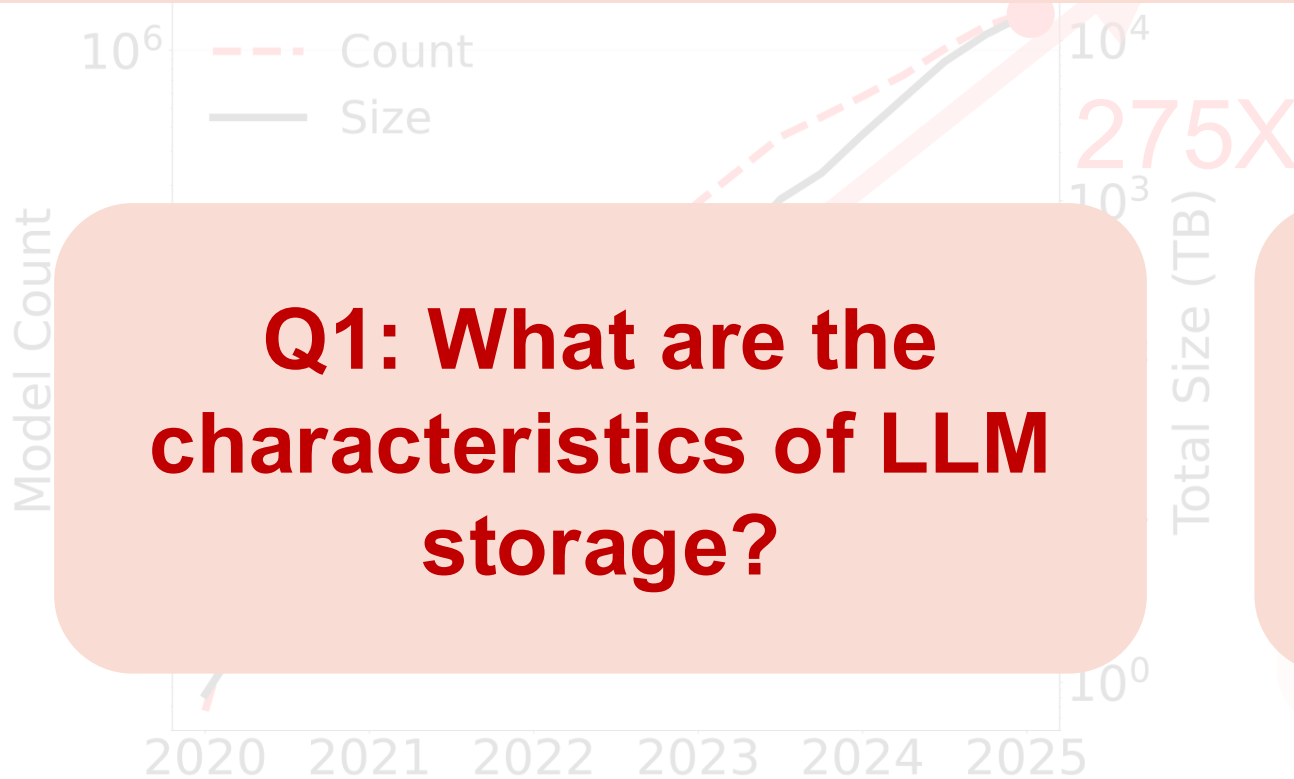 10⁶
Count
Size
10⁴
275X
10³
Model Count
Total Size (TB)
Q1: What are the
characteristics of LLM
storage?
10⁰
2020 2021 2022 2023 2024 2025